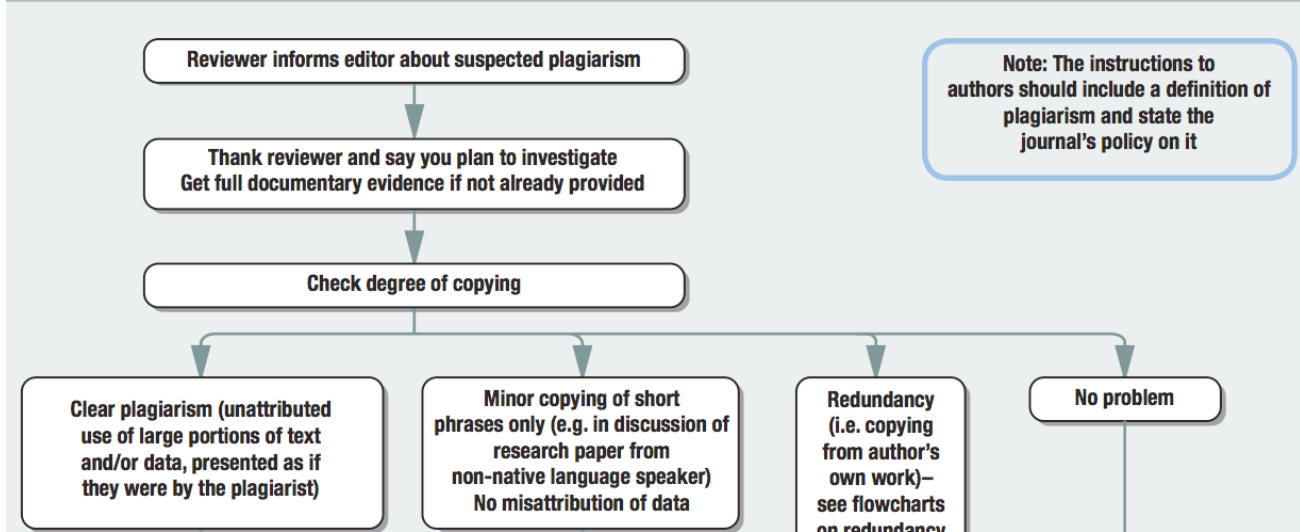 Reviewer informs editor about suspected plagiarism
Note: The instructions to
authors should include a definition of
plagiarism and state the
journal's policy on it
Thank reviewer and say you plan to investigate
Get full documentary evidence if not already provided
Check degree of copying
Clear plagiarism (unattributed
use of large portions of text
and/or data, presented as if
they were by the plagiarist)
Minor copying of short
phrases only (e.g. in discussion of
research paper from
non-native language speaker)
No misattribution of data
Redundancy
(i.e. copying
from author's
own work)–
see flowcharts
on redundancy
No problem